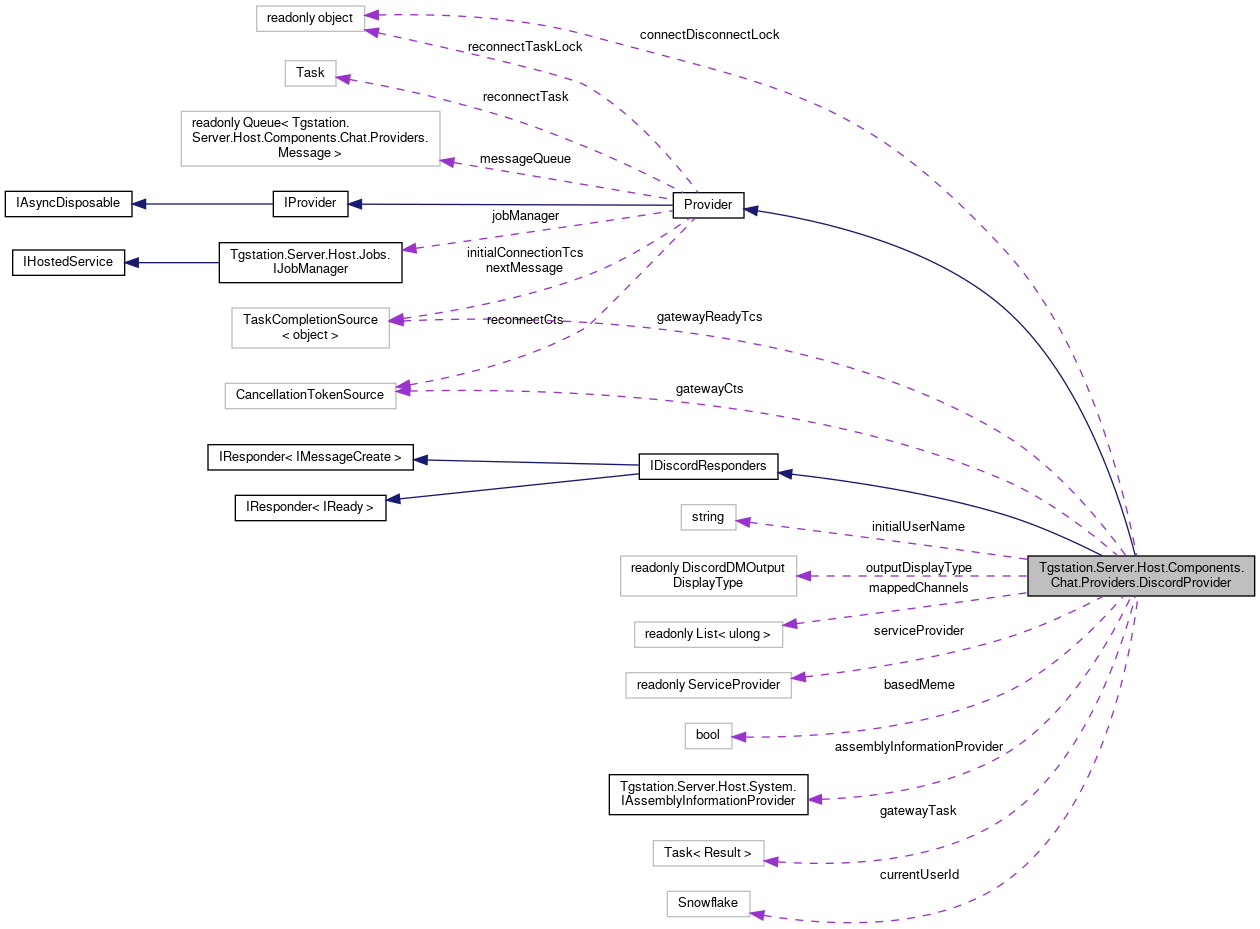 readonly object
connectDisconnectLock
reconnectTaskLock
Task
reconnectTask
readonly Queue< Tgstation.
Server.Host.Components.Chat.Providers.
Message >
messageQueue
IAsyncDisposable
IProvider
Provider
jobManager
IHostedService
Tgstation.Server.Host.Jobs.
IJobManager
initialConnectionTcs
nextMessage
TaskCompletionSource
< object >
reconnectCts
gatewayReadyTcs
CancellationTokenSource
gatewayCts
IResponder< IMessageCreate >
IDiscordResponders
IResponder< IReady >
string
initialUserName
readonly DiscordDMOutput
DisplayType
outputDisplayType
Tgstation.Server.Host.Components.
Chat.Providers.DiscordProvider
mappedChannels
readonly List< ulong >
serviceProvider
readonly ServiceProvider
basedMeme
bool
assemblyInformationProvider
Tgstation.Server.Host.System.
IAssemblyInformationProvider
gatewayTask
Task< Result >
currentUserId
Snowflake